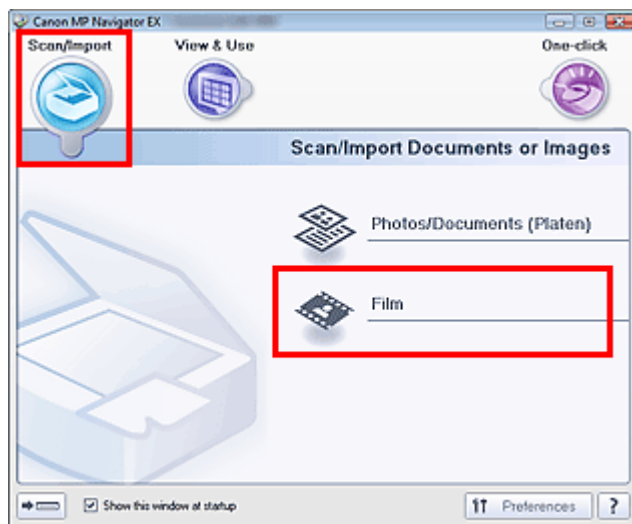 Canon MP Navigator EX
Scan/Import
View & Use
One-click
Scan/Import Documents or Images
Photos/Documents (Platen)
Film
Show this window at startup
Preferences
?